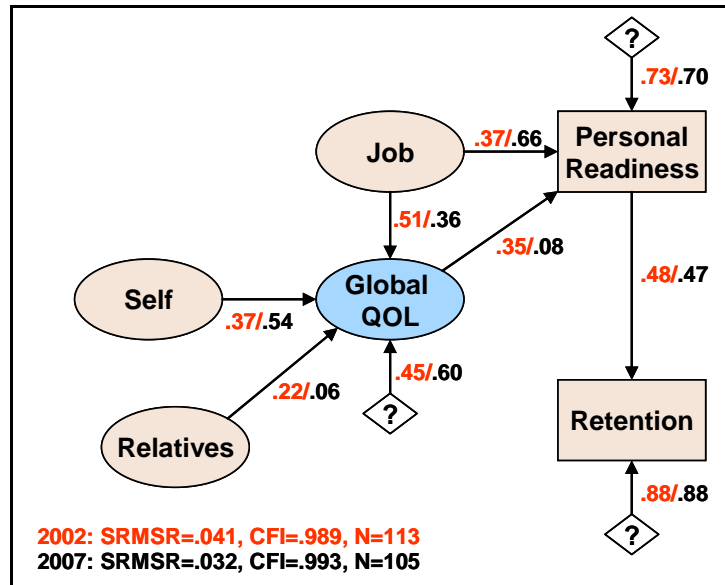 ?
.73/.70
Job
.37/.66
Personal
Readiness
.51/.36
.35/.08
Self
.37/.54
Global
QOL
.48/.47
.22/.06
.45/.60
?
Relatives
Retention
.88/.88
?
2002: SRMSR=.041, CFI=.989, N=113
2007: SRMSR=.032, CFI=.993, N=105